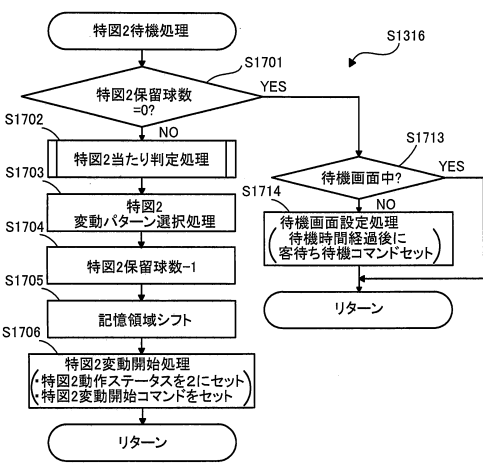 特図2待機処理
S1316
S1701
特図2保留球数
=0?
YES
NO
S1702
特図2当たり判定処理
S1703
特図2
変動パターン選択処理
S1704
特図2保留球数-1
S1705
記憶領域シフト
S1706
特図2変動開始処理
・特図2動作ステータスを2にセット
・特図2変動開始コマンドをセット
リターン
S1713
待機画面中?
YES
NO
S1714
待機画面設定処理
待機時間経過後に
客待ち待機コマンドセット
リターン